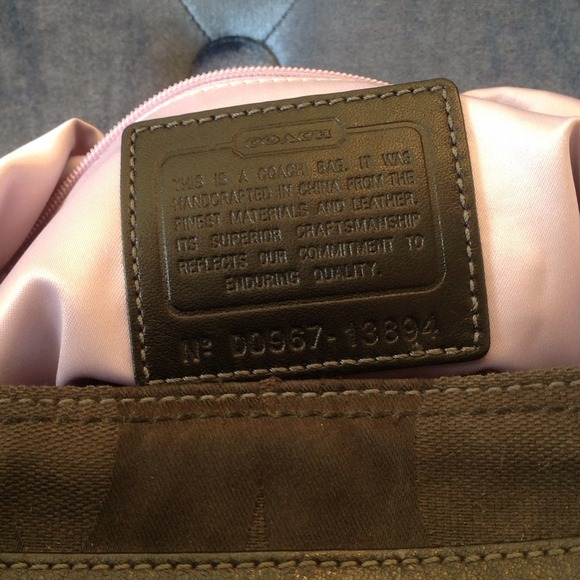 COACH
THIS IS A COACH BAG. IT WAS
HANDCRAFTED IN CHINA FROM THE
FINEST MATERIALS AND LEATHER.
ITS SUPERIOR CRAFTSMANSHIP
REFLECTS OUR COMMITMENT TO
ENDURING QUALITY.
Nº DD967-13894